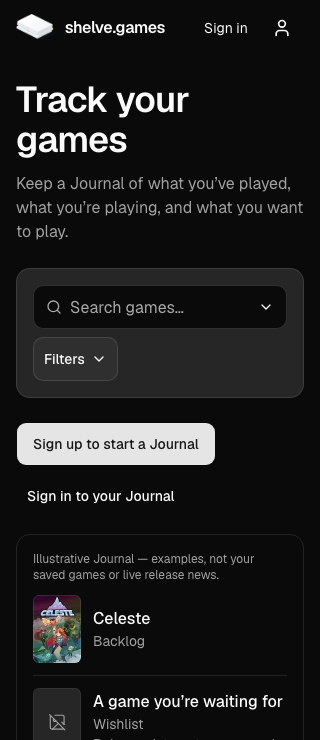 shelve.games
Sign in
Track your
games
Keep a Journal of what you’ve played,
what you’re playing, and what you want
to play.
Search games…
Filters
Sign up to start a Journal
Sign in to your Journal
Illustrative Journal — examples, not your
saved games or live release news.
CELESTE
Celeste
Backlog
A game you’re waiting for
Wishlist